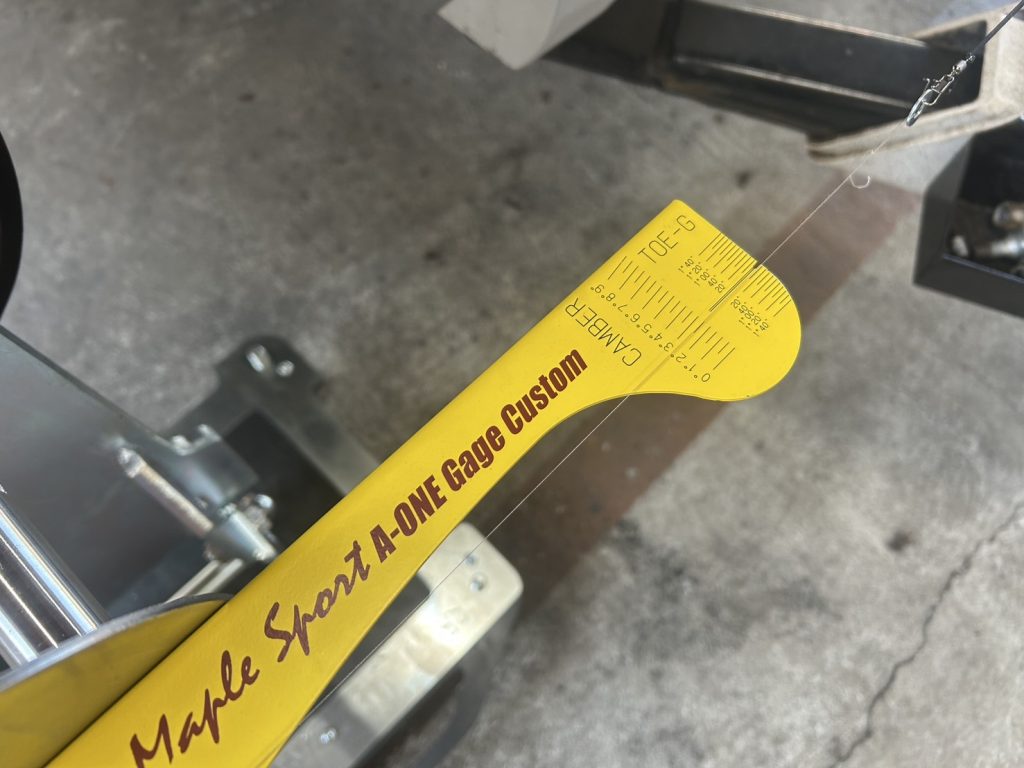 TOE-G
CAMBER
0° 1° 2° 3° 4° 5° 6° 7° 8° 9°
Maple Sport A-ONE Gage Custom